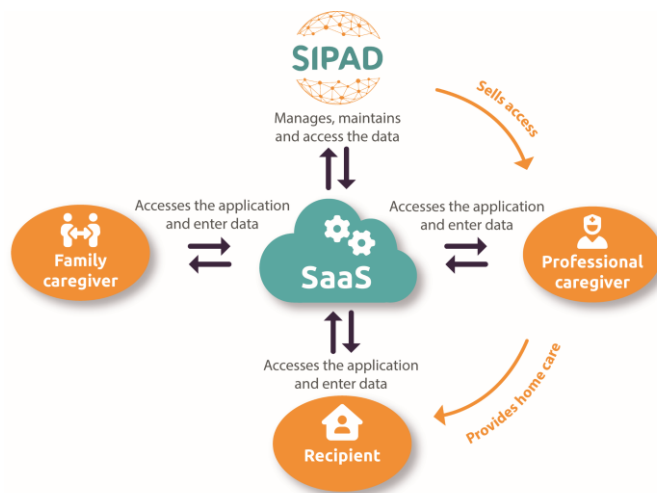 SIPAD
Manages, maintains
and access the data
Sells access
Accesses the application
and enter data
Accesses the application
and enter data
Family
caregiver
SaaS
Professional
caregiver
Accesses the application
and enter data
Provides home care
Recipient